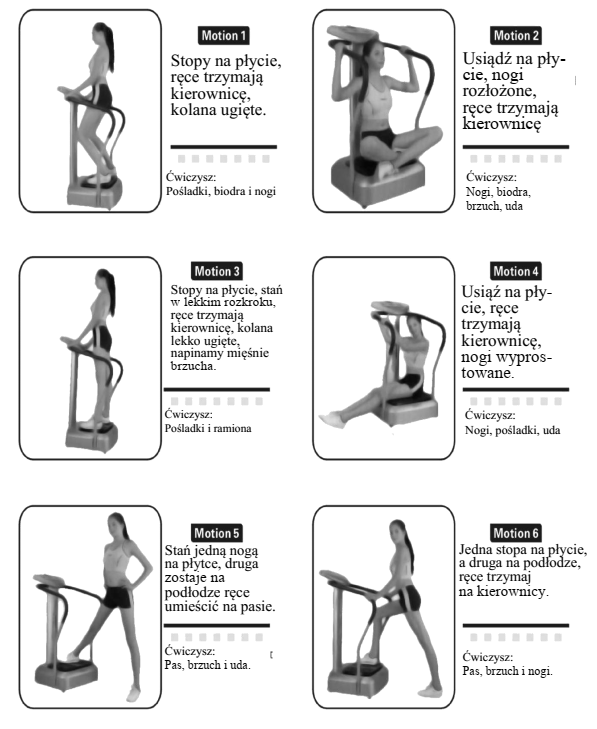 Motion 1
Stopy na płycie,
ręce trzymają
kierownicę,
kolana ugięte.
Ćwiczysz:
Pośladki, biodra i nogi
Motion 2
Usiądź na pły-
cie, nogi
rozłożone,
ręce trzymają
kierownicę
Ćwiczysz:
Nogi, biodra,
brzuch, uda
Motion 3
Stopy na płycie, stań
w lekkim rozkroku,
ręce trzymają
kierownicę, kolana
lekko ugięte,
napinamy mięśnie
brzucha.
Ćwiczysz:
Pośladki i ramiona
Motion 4
Usiąź na pły-
cie, ręce
trzymają
kierownicę,
nogi wypros-
towane.
Ćwiczysz:
Nogi, pośladki, uda
Motion 5
Stań jedną nogą
na płytce, druga
zostaje na
podłodze ręce
umieścić na pasie.
Ćwiczysz:
Pas, brzuch i uda.
Motion 6
Jedna stopa na płycie,
a druga na podłodze,
ręce trzymaj
na kierownicy.
Ćwiczysz:
Pas, brzuch i nogi.